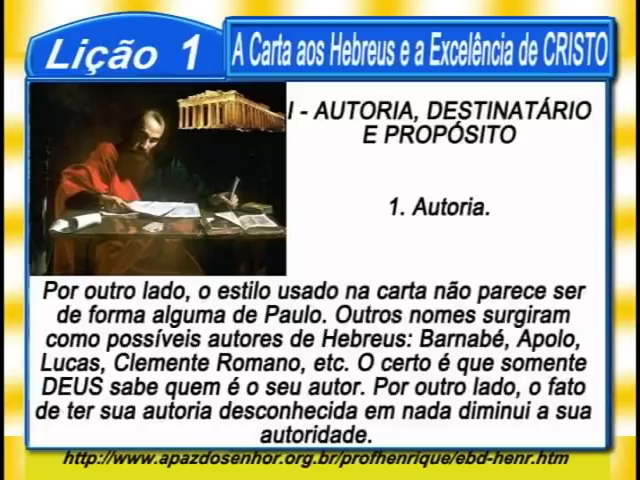 Lição 1
A Carta aos Hebreus e a Excelência de CRISTO
I - AUTORIA, DESTINATÁRIO
E PROPÓSITO
1. Autoria.
Por outro lado, o estilo usado na carta não parece ser
de forma alguma de Paulo. Outros nomes surgiram
como possíveis autores de Hebreus: Barnabé, Apolo,
Lucas, Clemente Romano, etc. O certo é que somente
DEUS sabe quem é o seu autor. Por outro lado, o fato
de ter sua autoria desconhecida em nada diminui a sua
autoridade.
http://www.apazdosenhor.org.br/profhenrique/ebd-henr.htm